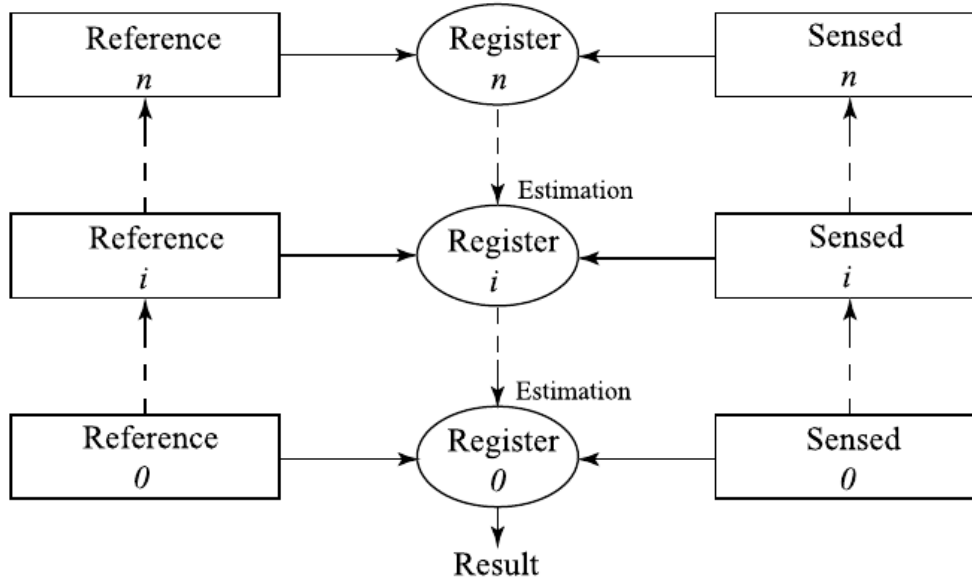 Reference
n
Register
n
Sensed
n
Estimation
Reference
i
Register
i
Sensed
i
Estimation
Reference
0
Register
0
Sensed
0
Result